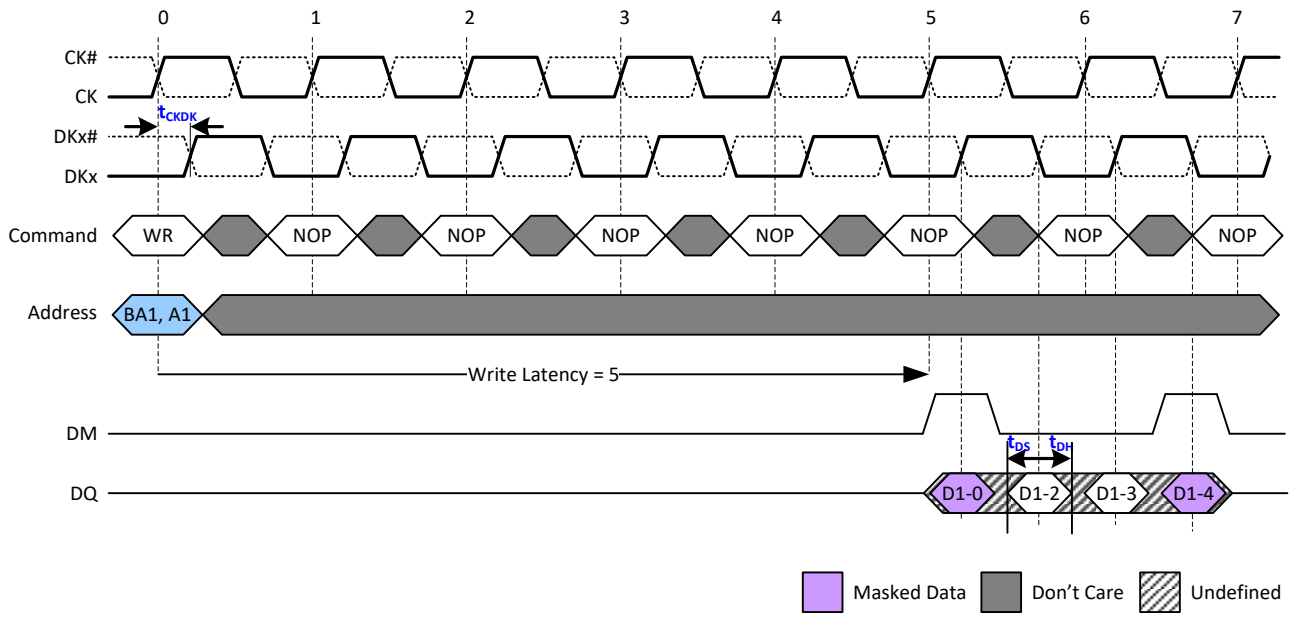 0 1 2 3 4 5 6 7
CK#
CK
tCKDK
DKx#
DKx
Command WR NOP NOP NOP NOP NOP NOP NOP
Address BA1, A1
Write Latency = 5
DM
tDS tDH
DQ D1-0 D1-2 D1-3 D1-4
Masked Data Don't Care Undefined